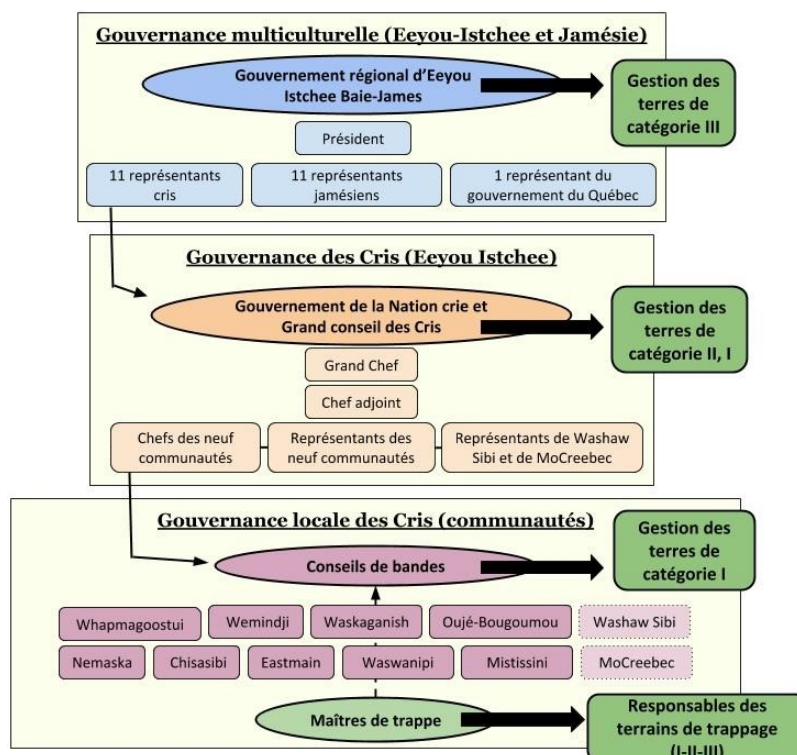 Gouvernance multiculturelle (Eeyou-Istchee et Jamésie)
Gouvernement régional d'Eeyou
Istchee Baie-James
Gestion des
terres de
catégorie III
Président
11 représentants
cris
11 représentants
jamésiens
1 représentant du
gouvernement du Québec
Gouvernance des Cris (Eeyou Istchee)
Gouvernement de la Nation crie et
Grand conseil des Cris
Gestion des
terres de
catégorie II, I
Grand Chef
Chef adjoint
Chefs des neuf
communautés
Représentants des
neuf communautés
Représentants de Washaw
Sibi et de MoCreebec
Gouvernance locale des Cris (communautés)
Conseils de bandes
Gestion des
terres de
catégorie I
Whapmagoostui
Wemindji
Waskaganish
Oujé-Bougoumou
Washaw Sibi
Nemaska
Chisasibi
Eastmain
Waswanipi
Mistissini
MoCreebec
Maîtres de trappe
Responsables des
terrains de trappage
(I-II-III)